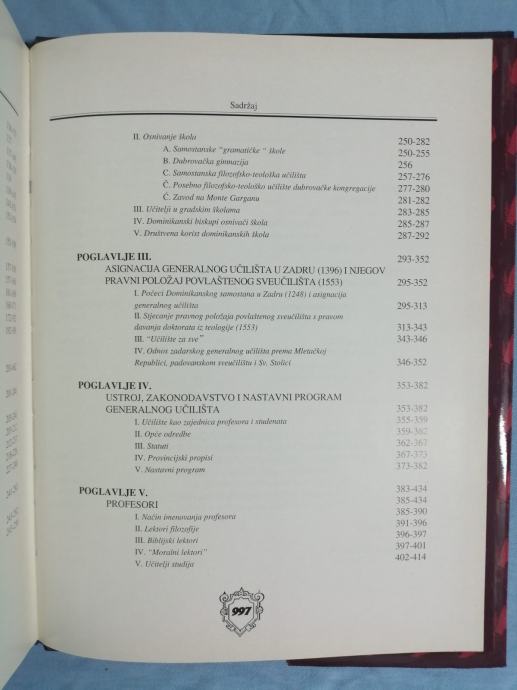 Sadržaj
II. Osnivanje škola 250-282
A. Samostanske "gramatičke " škole 250-255
B. Dubrovačka gimnazija 256
C. Samostanska filozofsko-teološka učilišta 257-276
Č. Posebno filozofsko-teološko učilište dubrovačke kongregacije 277-280
Ć. Zavod na Monte Garganu 281-282
III. Učitelji u gradskim školama 283-285
IV. Dominikanski biskupi osnivači škola 285-287
V. Društvena korist dominikanskih škola 287-292
POGLAVLJE III. 293-352
ASIGNACIJA GENERALNOG UČILIŠTA U ZADRU (1396) I NJEGOV
PRAVNI POLOŽAJ POVLAŠTENOG SVEUČILIŠTA (1553) 295-352
I. Počeci Dominikanskog samostana u Zadru (1248) i asignacija
generalnog učilišta 295-313
II. Stjecanje pravnog položaja povlaštenog sveučilišta s pravom
davanja doktorata iz teologije (1553) 313-343
III. "Učilište za sve" 343-346
IV. Odnos zadarskog generalnog učilišta prema Mletačkoj
Republici, padovanskom sveučilištu i Sv. Stolici 346-352
POGLAVLJE IV. 353-382
USTROJ, ZAKONODAVSTVO I NASTAVNI PROGRAM
GENERALNOG UČILIŠTA 353-382
I. Učilište kao zajednica profesora i studenata 355-359
II. Opće odredbe 359-362
III. Statuti 362-367
IV. Provincijski propisi 367-373
V. Nastavni program 373-382
POGLAVLJE V. 383-434
PROFESORI 385-434
I. Način imenovanja profesora 385-390
II. Lektori filozofije 391-396
III. Biblijski lektori 396-397
IV. "Moralni lektori" 397-401
V. Učitelji studija 402-414
997